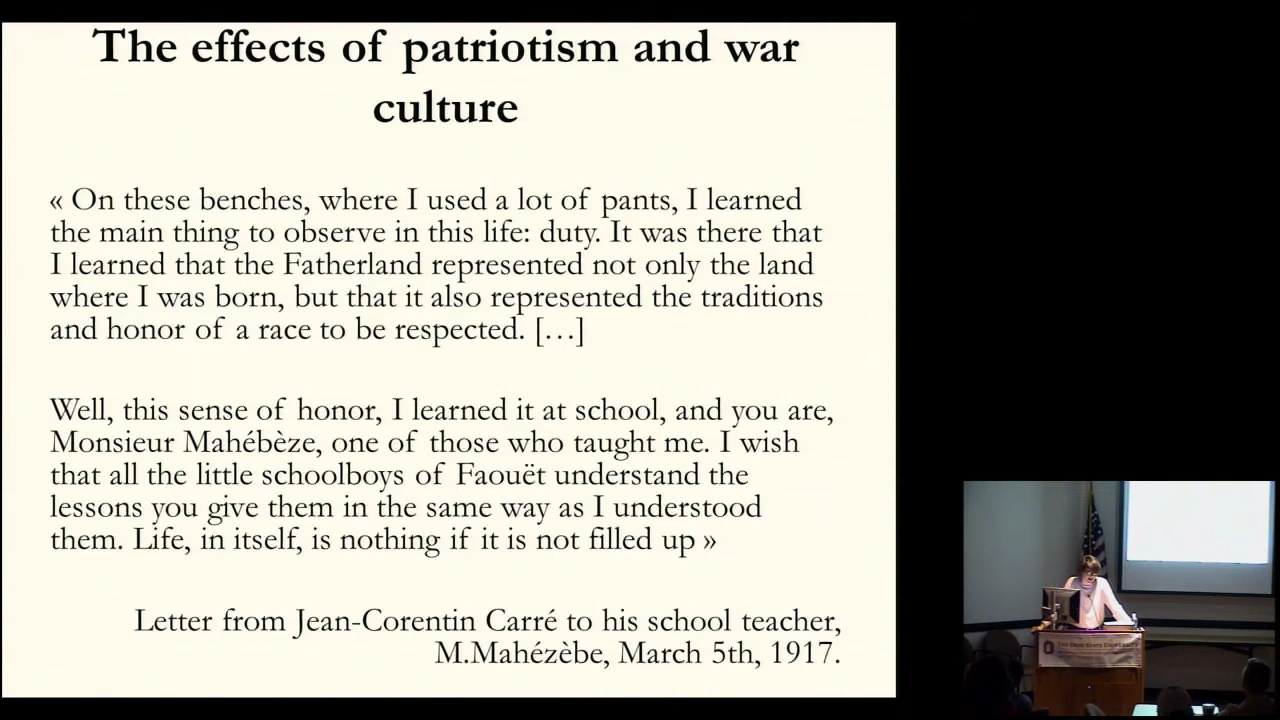 The effects of patriotism and war
culture
« On these benches, where I used a lot of pants, I learned
the main thing to observe in this life: duty. It was there that
I learned that the Fatherland represented not only the land
where I was born, but that it also represented the traditions
and honor of a race to be respected. […]
Well, this sense of honor, I learned it at school, and you are,
Monsieur Mahébèze, one of those who taught me. I wish
that all the little schoolboys of Faouët understand the
lessons you give them in the same way as I understood
them. Life, in itself, is nothing if it is not filled up »
Letter from Jean-Corentin Carré to his school teacher,
M.Mahézèbe, March 5th, 1917.
THE OHIO STATE UNIVERSITY